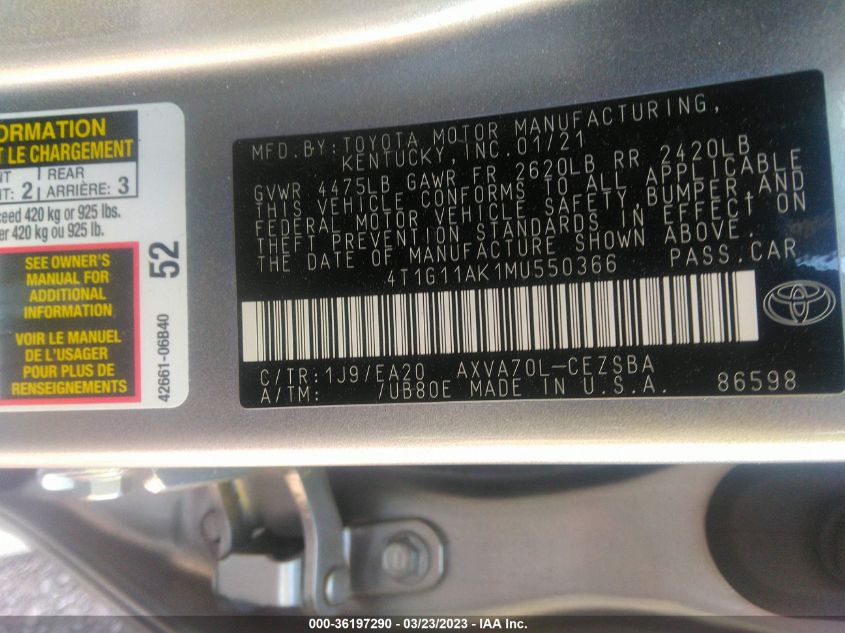 ORMATION
T LE CHARGEMENT
NT
: 2
REAR
ARRIÈRE: 3
ceed 420 kg or 925 lbs.
er 420 kg ou 925 lb.
SEE OWNER'S
MANUAL FOR
ADDITIONAL
INFORMATION
VOIR LE MANUEL
DE L'USAGER
POUR PLUS DE
RENSEIGNEMENTS
52
42661-06B40
MFD. BY: TOYOTA MOTOR MANUFACTURING,
KENTUCKY, INC. 01/21
GVWR 4475LB GAWR FR 2620LB RR 2420LB
THIS VEHICLE CONFORMS TO ALL APPLICABLE
FEDERAL MOTOR VEHICLE SAFETY, BUMPER, AND
THEFT PREVENTION STANDARDS IN EFFECT ON
THE DATE OF MANUFACTURE SHOWN ABOVE.
4T1G11AK1MU550366 PASS. CAR
C/TR: 1J9/EA20 AXVA70L-CEZSBA
A/TM: /UB80E MADE IN U.S.A. 86598
000-36197290 - 03/23/2023 - IAA Inc.